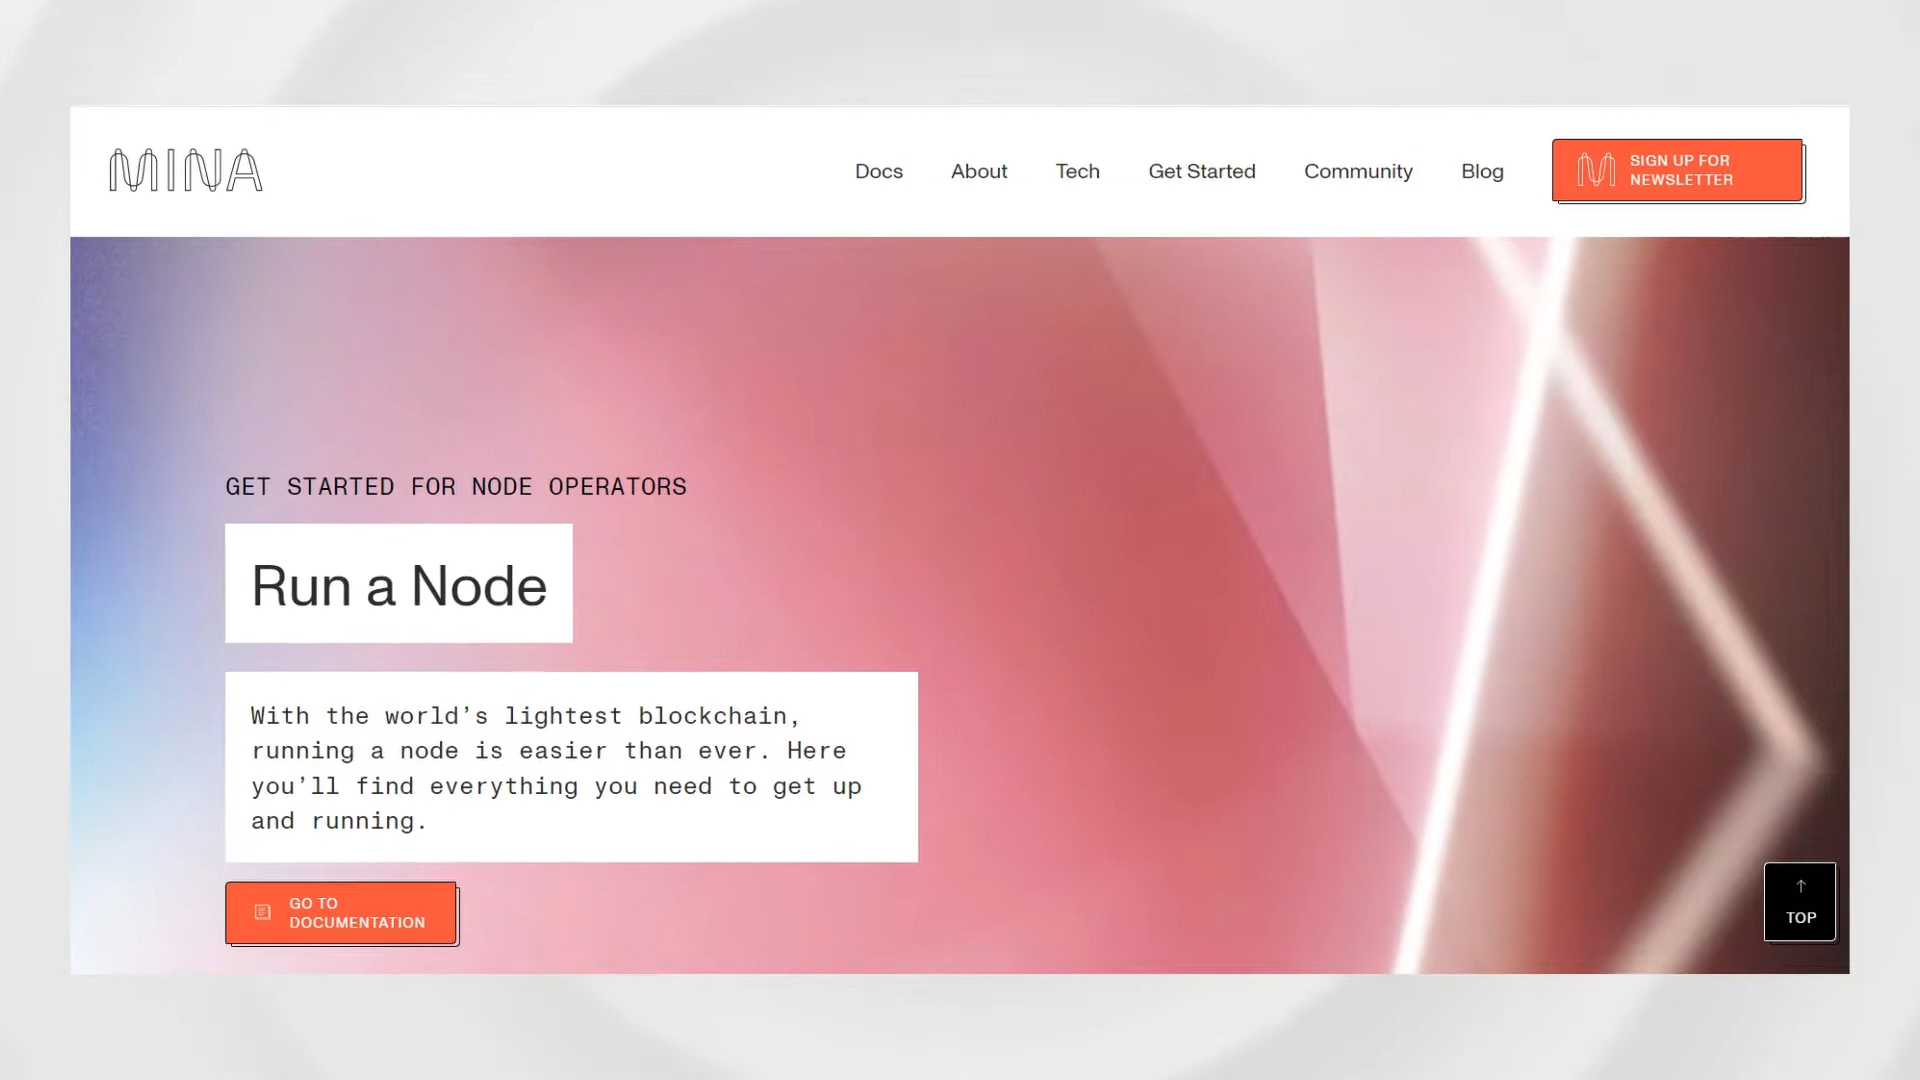 MINA
Docs
About
Tech
Get Started
Community
Blog
SIGN UP FOR
NEWSLETTER
GET STARTED FOR NODE OPERATORS
Run a Node
With the world’s lightest blockchain,
running a node is easier than ever. Here
you’ll find everything you need to get up
and running.
GO TO
DOCUMENTATION
TOP